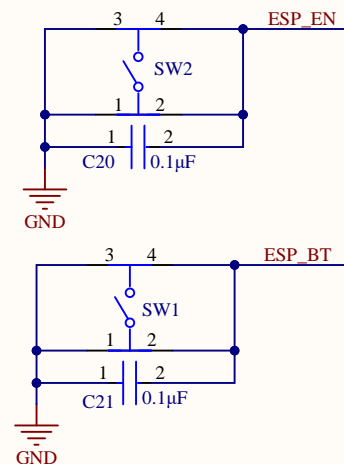 3 4 ESP_EN
SW2
1 2
1 2
C20 0.1µF
GND
3 4 ESP_BT
SW1
1 2
1 2
C21 0.1µF
GND